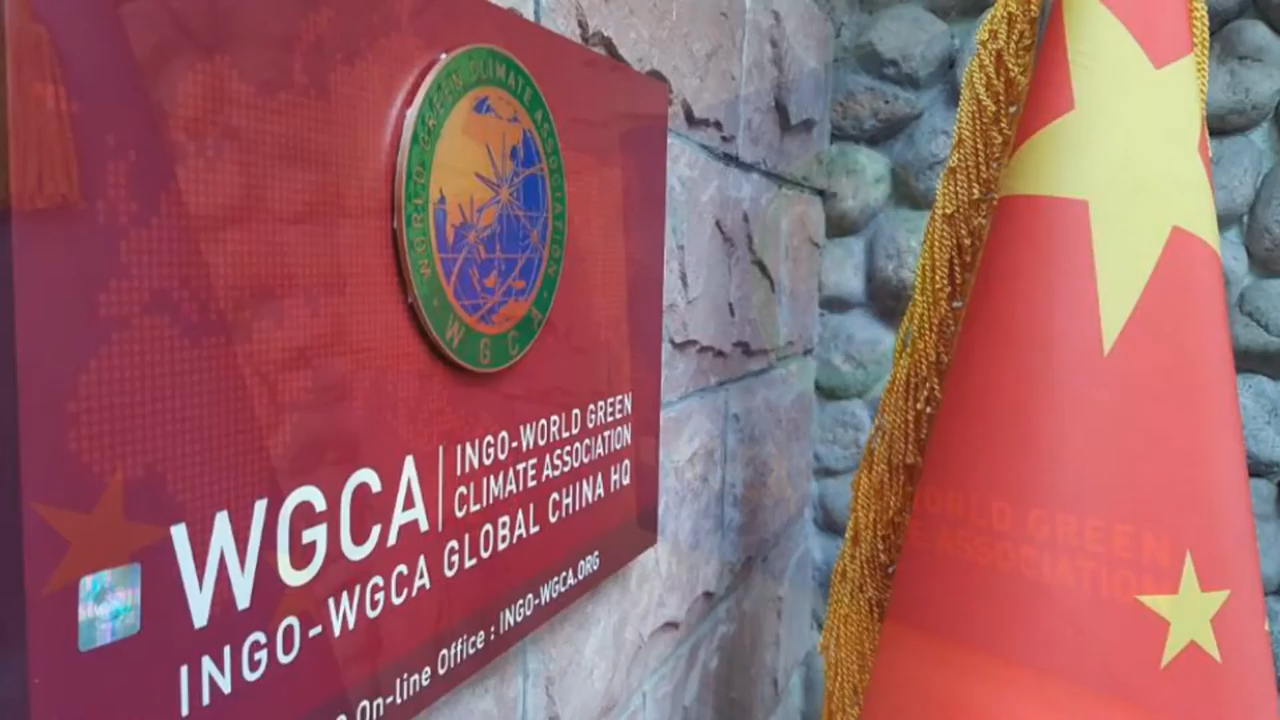 WORLD GREEN CLIMATE ASSOCIATION
WGCA
WGCA
INGO-WORLD GREEN
CLIMATE ASSOCIATION
INGO-WGCA GLOBAL CHINA HQ
On-line Office : INGO-WGCA.ORG
WORLD GREEN
ASSOCIATION